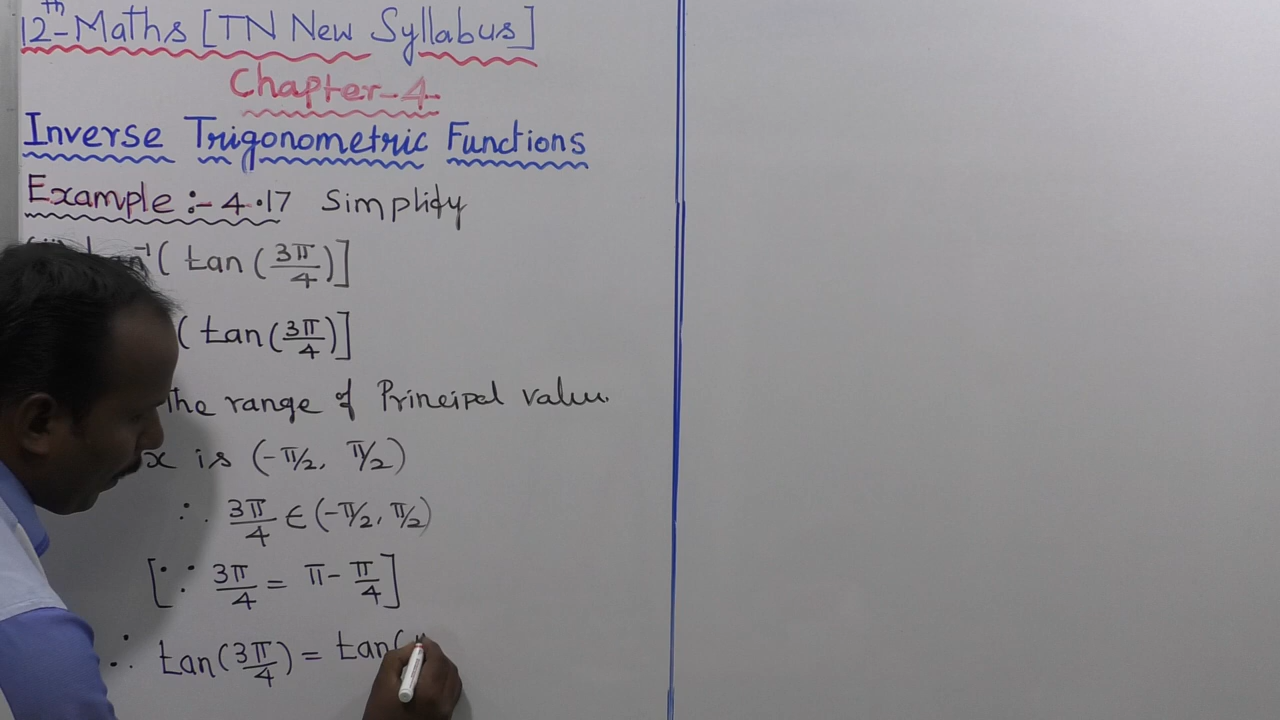 12th-Maths [TN New Syllabus]
Chapter-4-
Inverse Trigonometric Functions
Example :- 4.17 Simplify
( tan (3π/4)]
( tan(3π/4)]
The range of Principal value.
x is (-π/2, π/2)
∴ 3π/4 ∈ (-π/2, π/2)
[∵ 3π/4 = π - π/4]
∴ tan(3π/4) = tan(